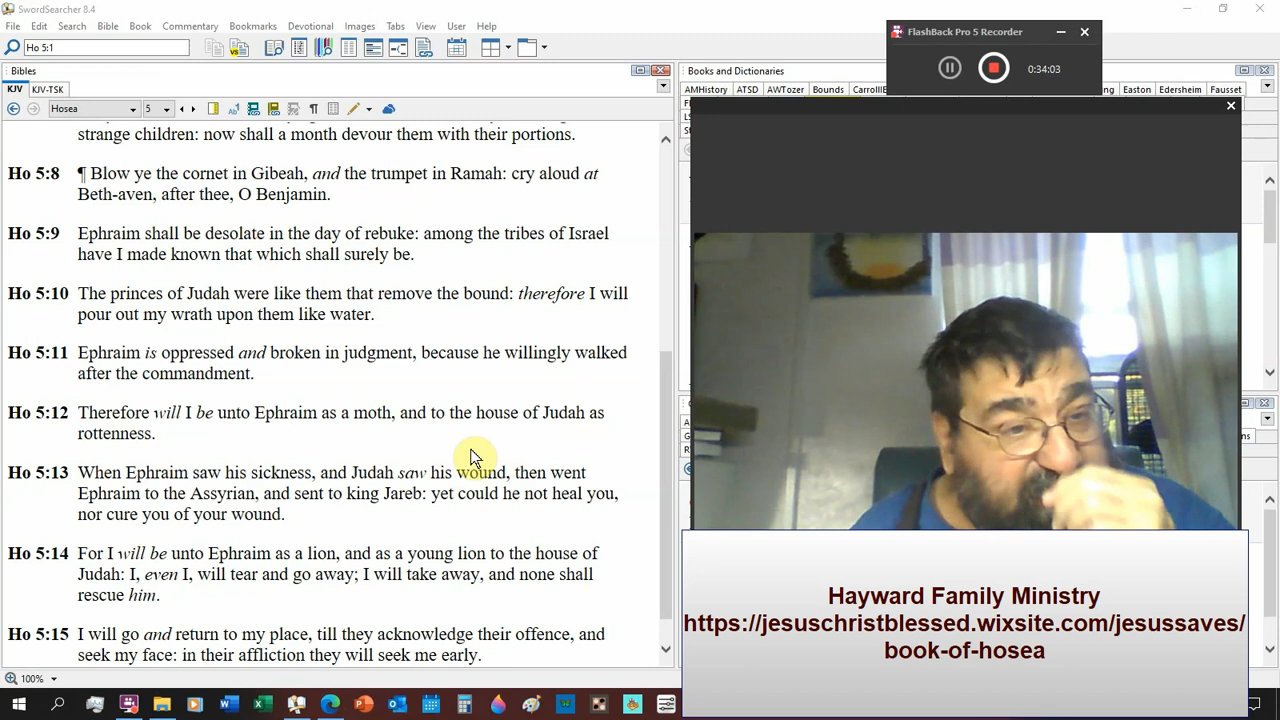 SwordSearcher 8.4
File Edit Search Bible Book Commentary Bookmarks Devotional Images Tabs View User Help
Ho 5:1
FlashBack Pro 5 Recorder
0:34:03
Bibles
Books and Dictionaries
KJV KJV-TSK
AMHistory ATSD AWTozer Bounds Easton Edersheim Fausset
Hosea 5
strange children: now shall a month devour them with their portions.
Ho 5:8 ¶ Blow ye the cornet in Gibeah, and the trumpet in Ramah: cry aloud at
Beth-aven, after thee, O Benjamin.
Ho 5:9 Ephraim shall be desolate in the day of rebuke: among the tribes of Israel
have I made known that which shall surely be.
Ho 5:10 The princes of Judah were like them that remove the bound: therefore I will
pour out my wrath upon them like water.
Ho 5:11 Ephraim is oppressed and broken in judgment, because he willingly walked
after the commandment.
Ho 5:12 Therefore will I be unto Ephraim as a moth, and to the house of Judah as
rottenness.
Ho 5:13 When Ephraim saw his sickness, and Judah saw his wound, then went
Ephraim to the Assyrian, and sent to king Jareb: yet could he not heal you,
nor cure you of your wound.
Ho 5:14 For I will be unto Ephraim as a lion, and as a young lion to the house of
Judah: I, even I, will tear and go away; I will take away, and none shall
rescue him.
Ho 5:15 I will go and return to my place, till they acknowledge their offence, and
seek my face: in their affliction they will seek me early.
Hayward Family Ministry
https://jesuschristblessed.wixsite.com/jesussaves/
book-of-hosea
100%